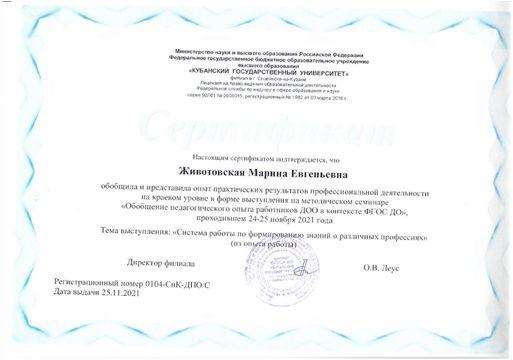 Министерство науки и высшего образования Российской Федерации
Федеральное государственное бюджетное образовательное учреждение
высшего образования
«КУБАНСКИЙ ГОСУДАРСТВЕННЫЙ УНИВЕРСИТЕТ»
филиал в г. Славянске-на-Кубани
Лицензия на право ведения образовательной деятельности
Федеральной службы по надзору в сфере образования и науки
серия 90Л01 № регистрационный № 1982 от 03 марта 2016 г.
Сертификат
Настоящим сертификатом подтверждается, что
Животовская Марина Евгеньевна
обобщила и представила опыт практических результатов профессиональной деятельности
на краевом уровне в форме выступления на методическом семинаре
«Обобщение педагогического опыта работников ДОО в контексте ФГОС ДО»,
проходившем 24-25 ноября 2021 года
Тема выступления: «Система работы по формированию знаний о различных профессиях»
(из опыта работы)
Директор филиала
О.В. Леус
Регистрационный номер 0104-СпК-ДПО/С
Дата выдачи 25.11.2021